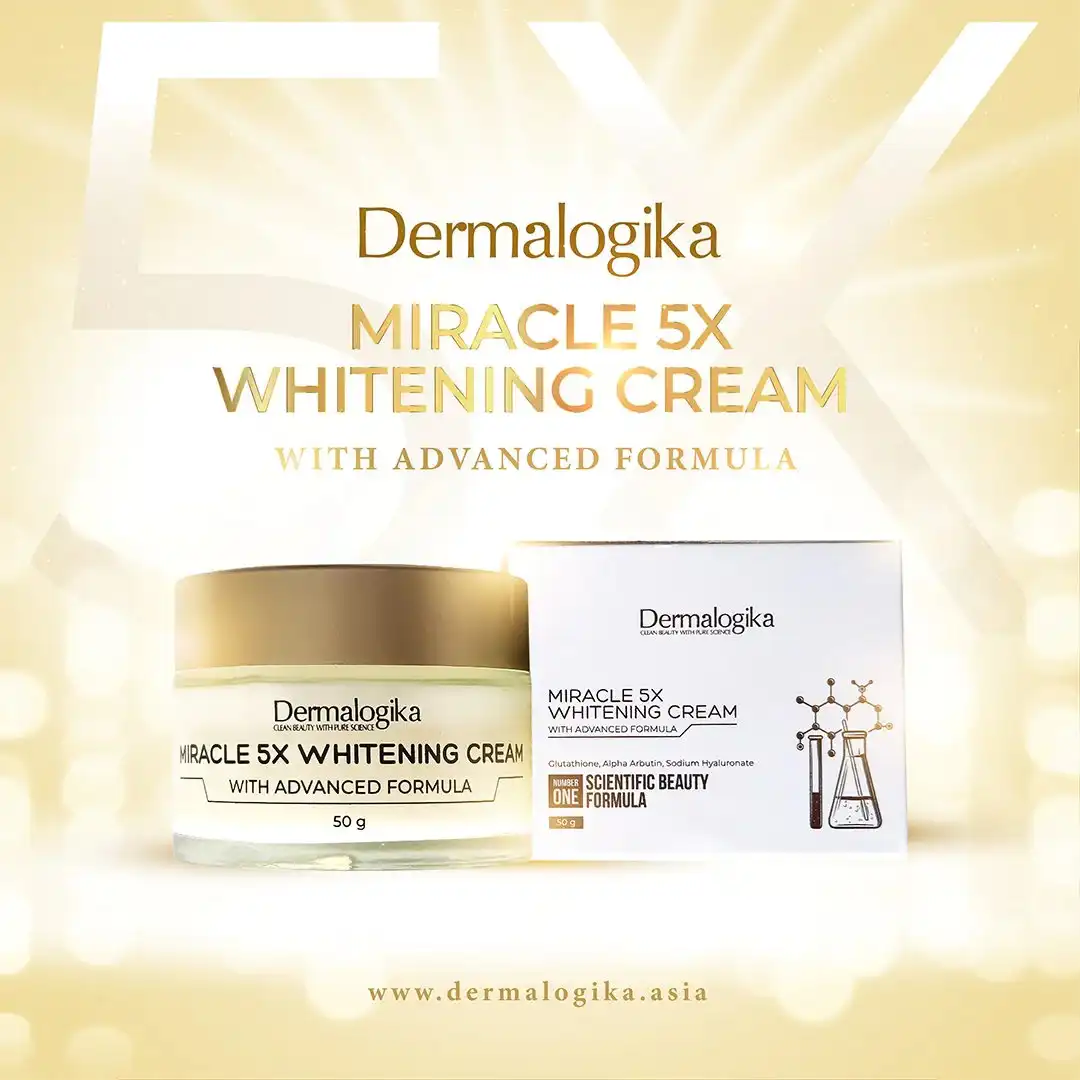 5X
Dermalogika
MIRACLE 5X
WHITENING CREAM
WITH ADVANCED FORMULA
Dermalogika
CLEAN BEAUTY WITH PURE SCIENCE
MIRACLE 5X WHITENING CREAM
WITH ADVANCED FORMULA
50 g
Dermalogika
CLEAN BEAUTY WITH PURE SCIENCE
MIRACLE 5X
WHITENING CREAM
WITH ADVANCED FORMULA
Glutathione, Alpha Arbutin, Sodium Hyaluronate
NUMBER
ONE
SCIENTIFIC BEAUTY
FORMULA
50 g
www.dermalogika.asia